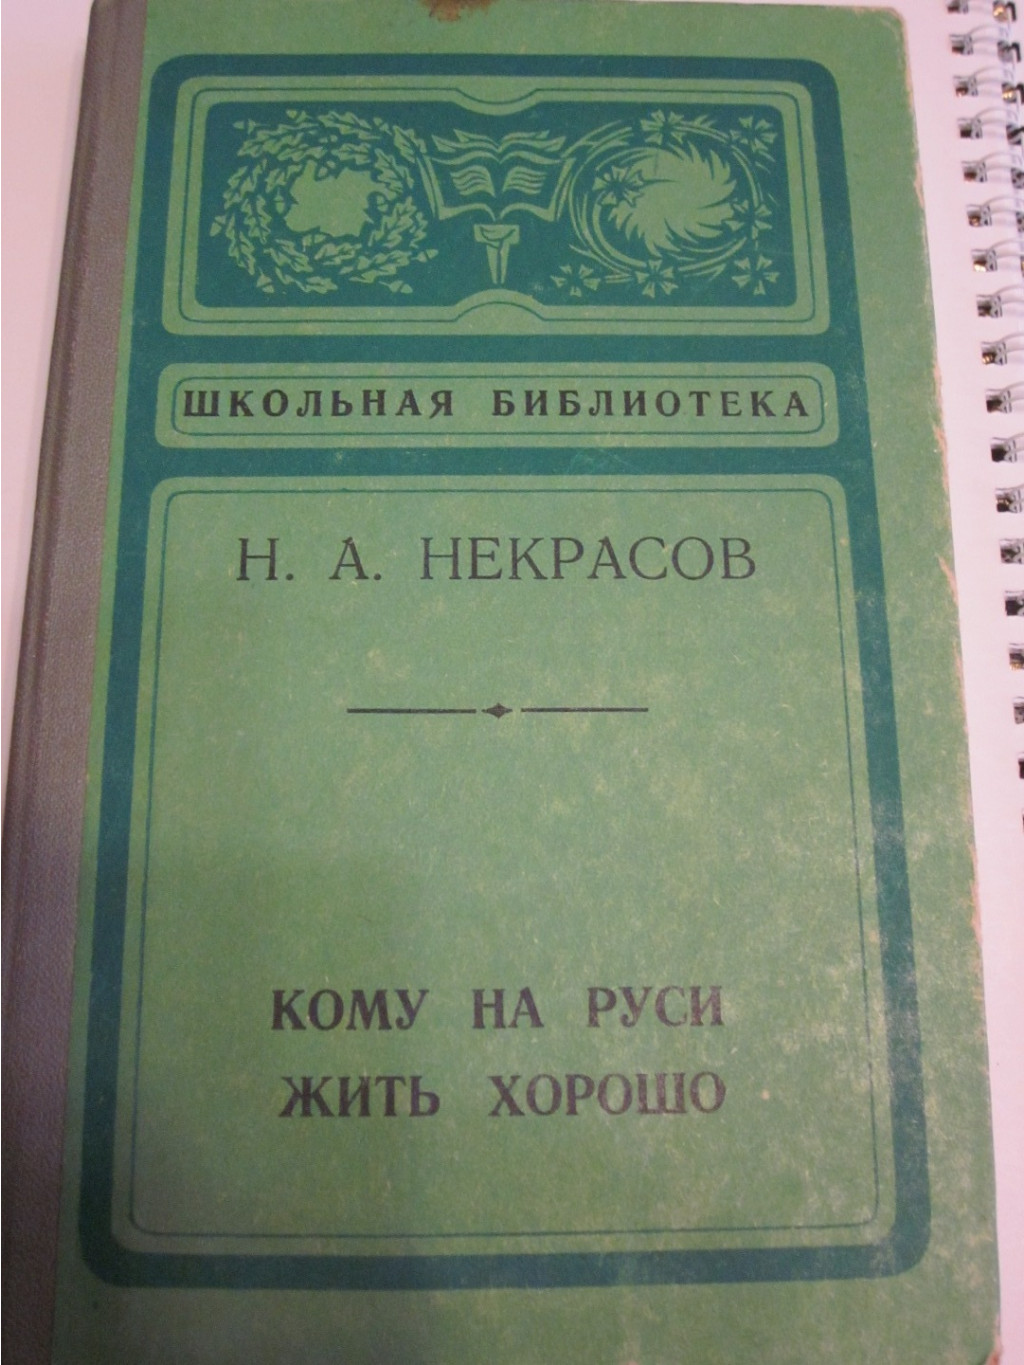 ШКОЛЬНАЯ БИБЛИОТЕКА
Н. А. НЕКРАСОВ
КОМУ НА РУСИ
ЖИТЬ ХОРОШО